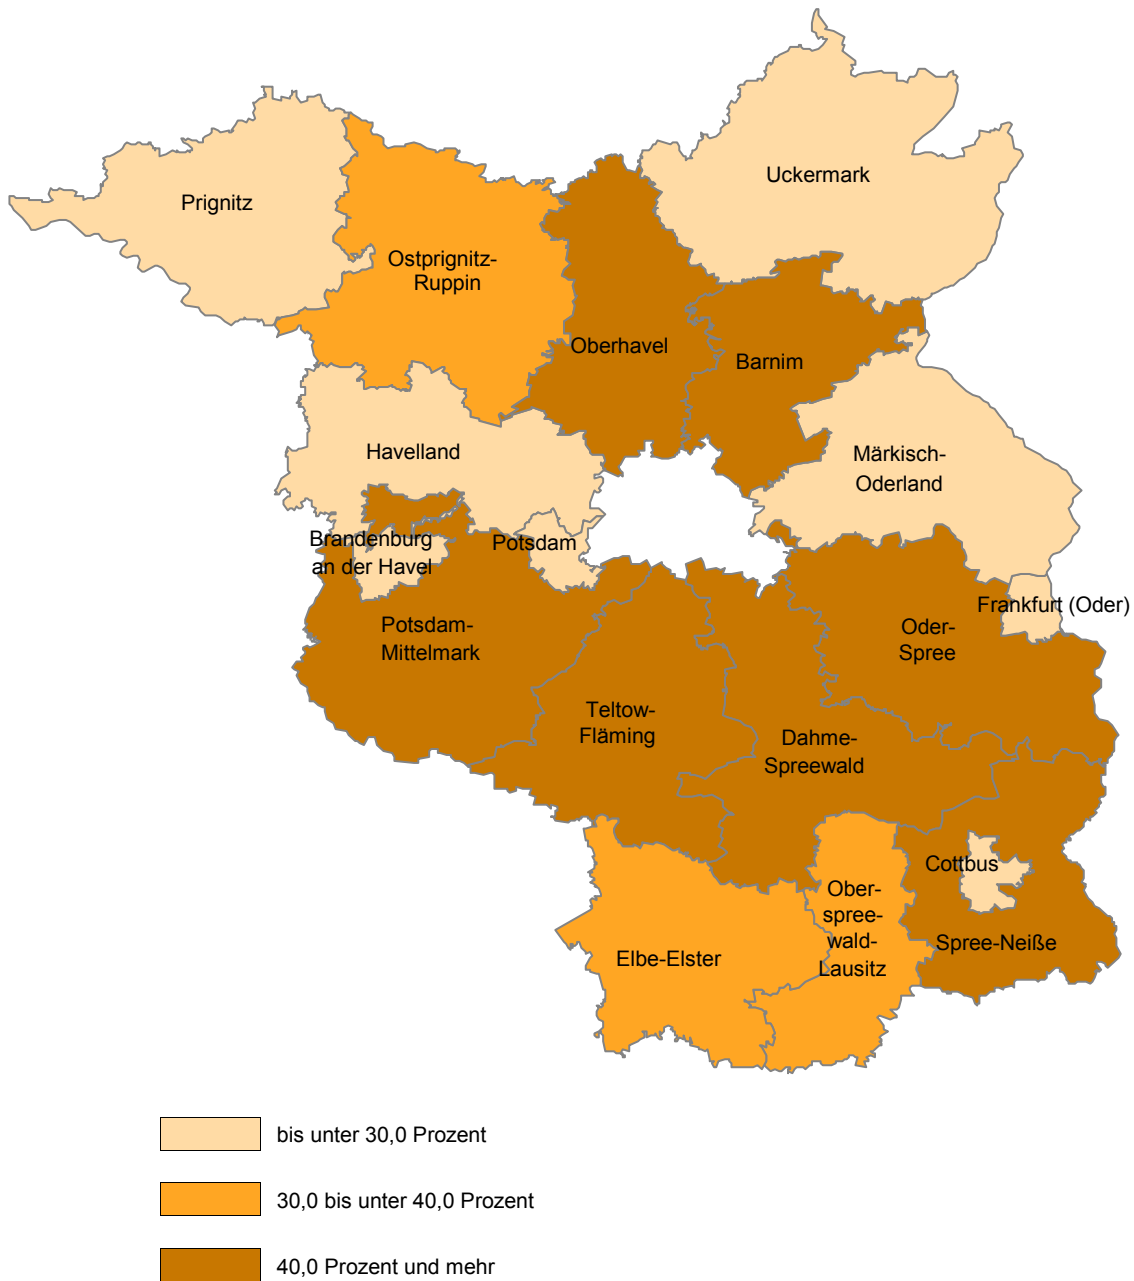 Uckermark
Prignitz
Ostprignitz-
Ruppin
Oberhavel
Barnim
Havelland
Märkisch-
Oderland
Brandenburg
an der Havel
Potsdam
Frankfurt (Oder)
Potsdam-
Mittelmark
Oder-
Spree
Teltow-
Fläming
Dahme-
Spreewald
Cottbus
Ober-
spree-
wald-
Lausitz
Spree-Neiße
Elbe-Elster
bis unter 30,0 Prozent
30,0 bis unter 40,0 Prozent
40,0 Prozent und mehr